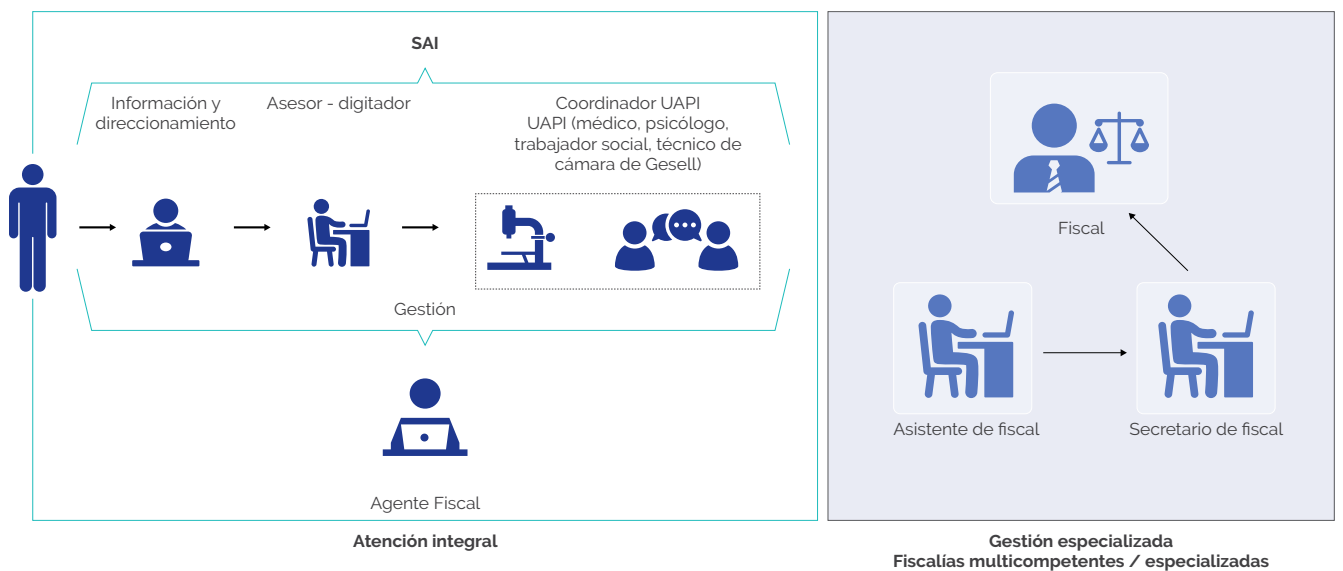 SAI
Información y
direccionamiento
Asesor - digitador
Coordinador UAPI
UAPI (médico, psicólogo,
trabajador social, técnico de
cámara de Gesell)
Gestión
Agente Fiscal
Atención integral
Fiscal
Asistente de fiscal
Secretario de fiscal
Gestión especializada
Fiscalías multicompetentes / especializadas